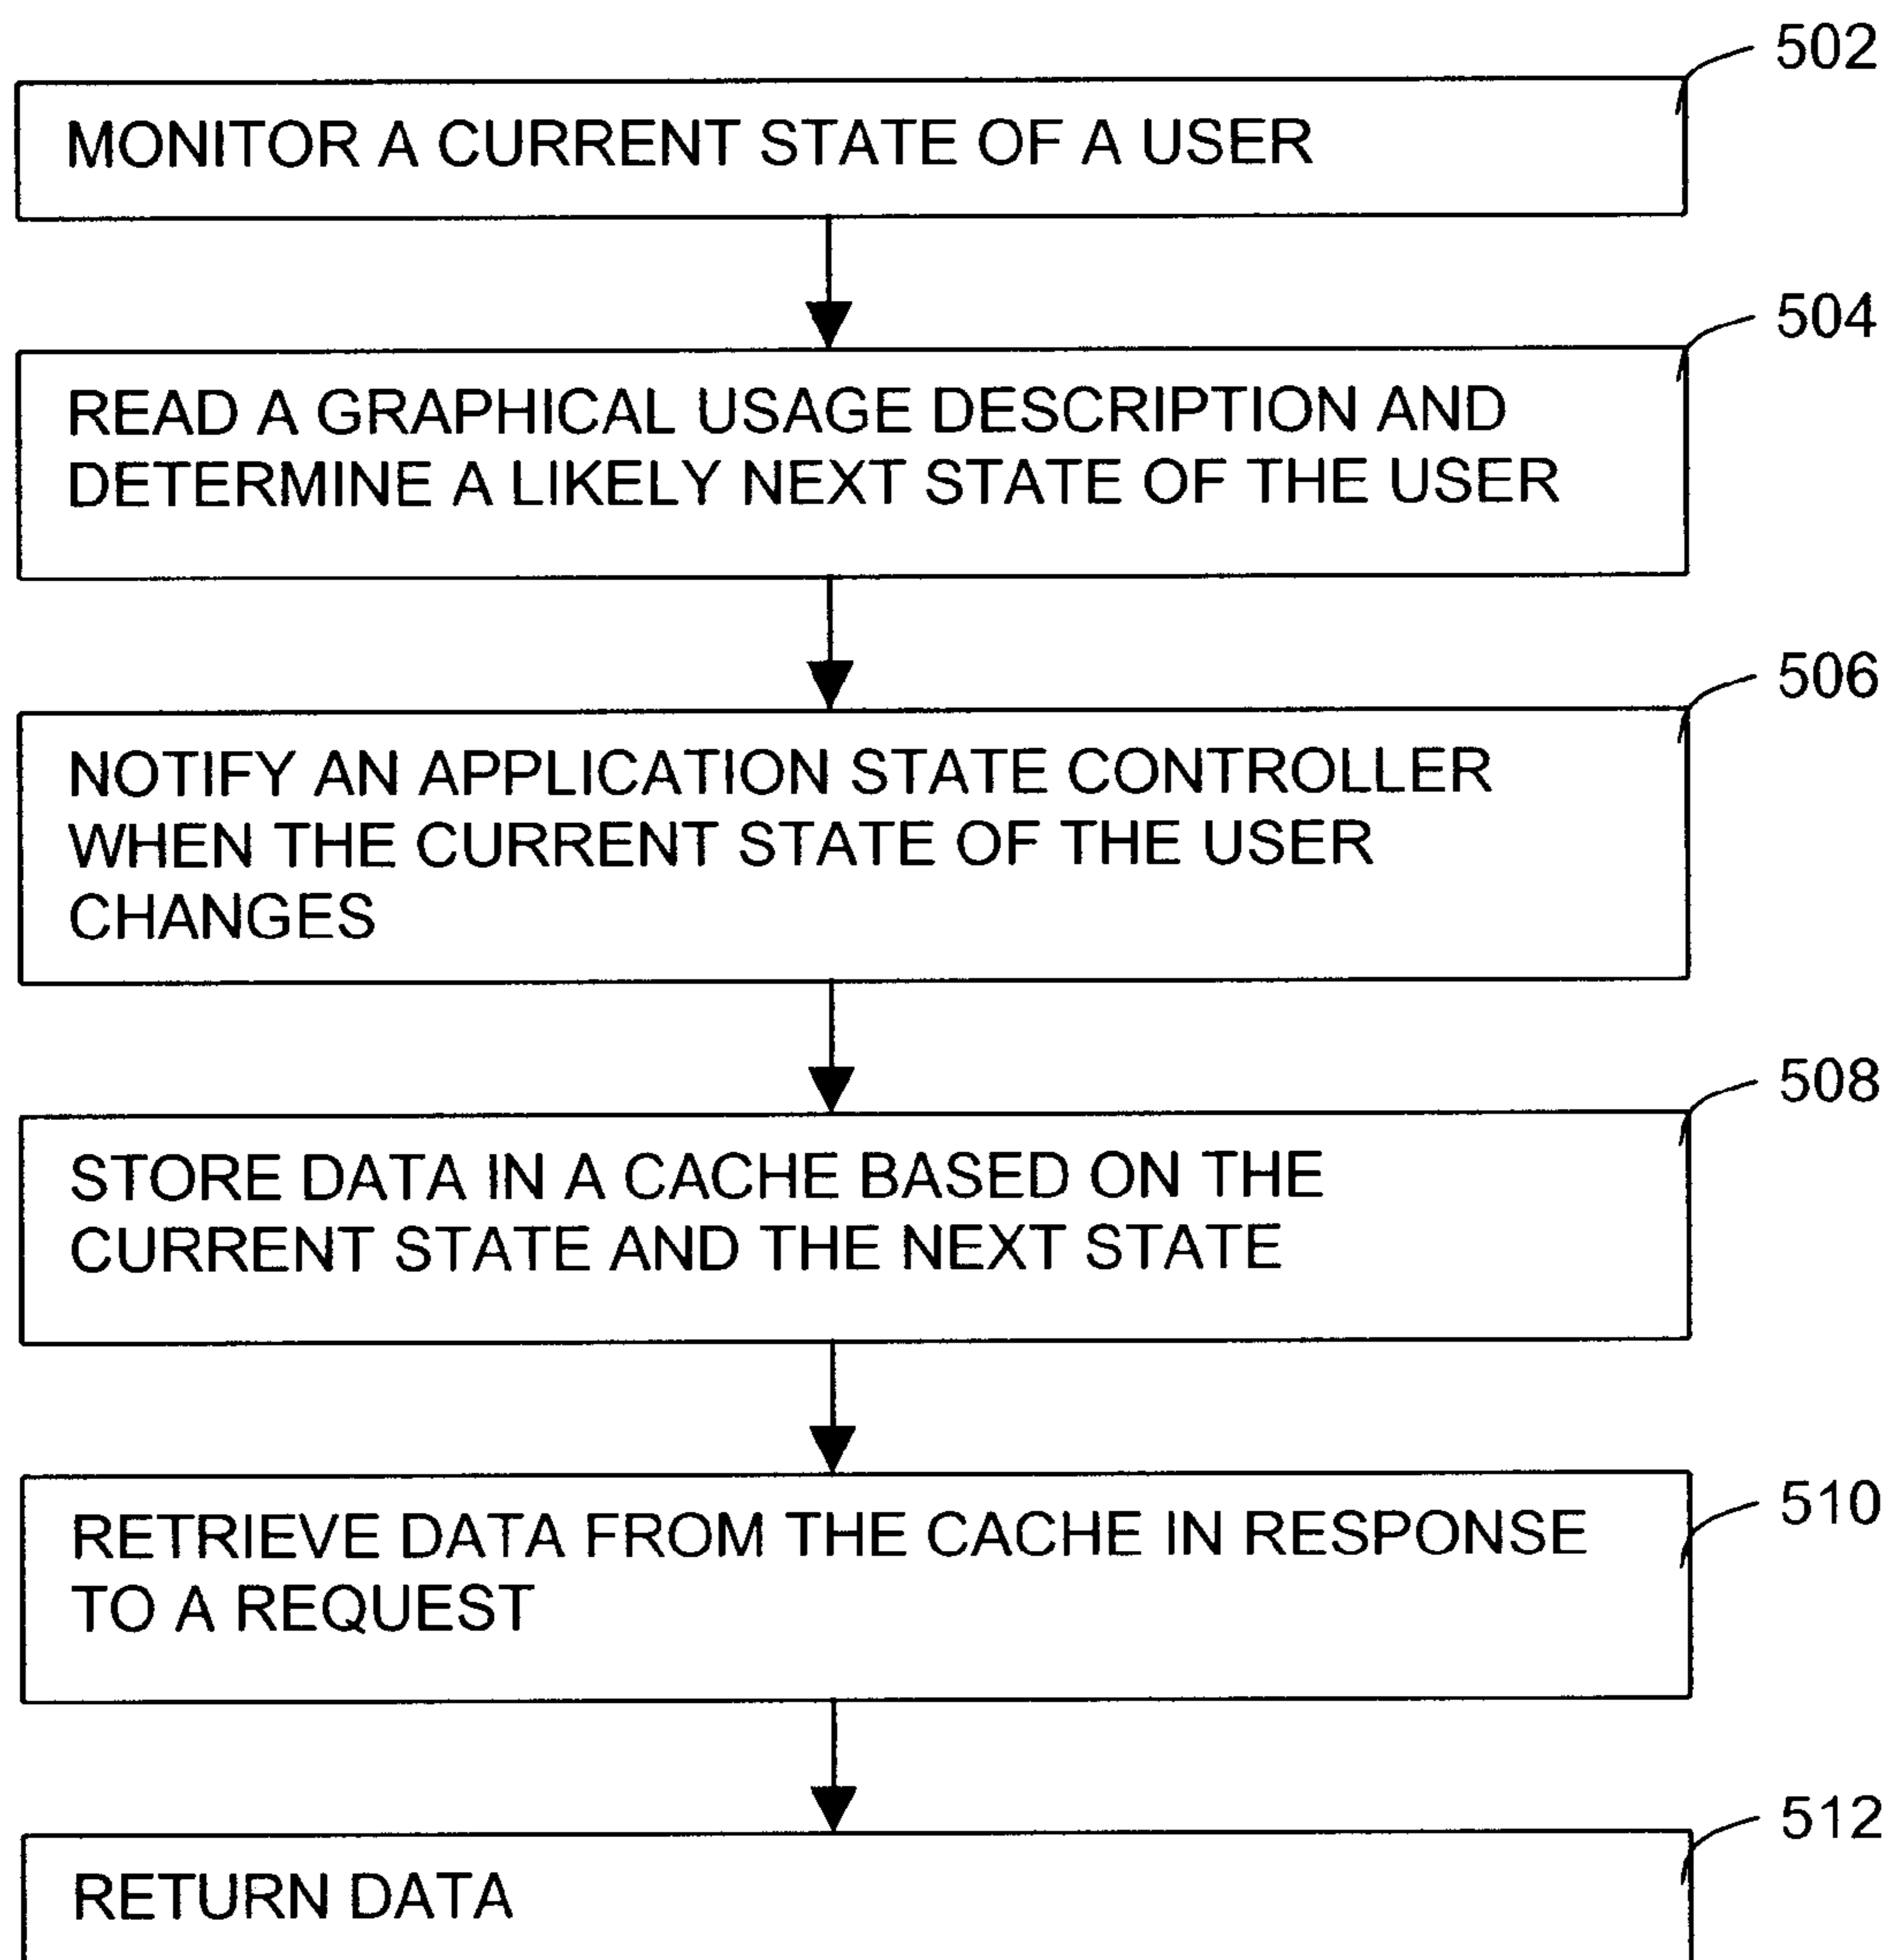 502
MONITOR A CURRENT STATE OF A USER
504
READ A GRAPHICAL USAGE DESCRIPTION AND
DETERMINE A LIKELY NEXT STATE OF THE USER
506
NOTIFY AN APPLICATION STATE CONTROLLER
WHEN THE CURRENT STATE OF THE USER
CHANGES
508
STORE DATA IN A CACHE BASED ON THE
CURRENT STATE AND THE NEXT STATE
510
RETRIEVE DATA FROM THE CACHE IN RESPONSE
TO A REQUEST
512
RETURN DATA